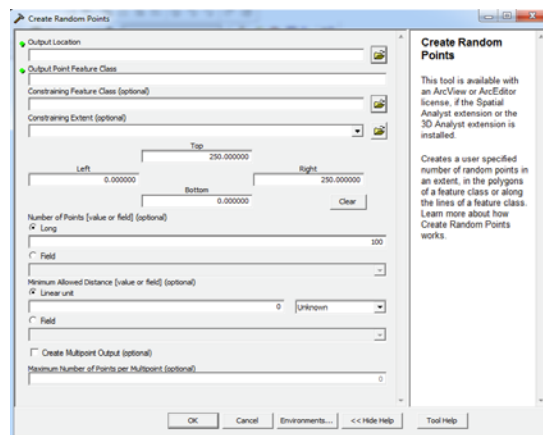 Create Random Points
Output Location
Output Point Feature Class
Constraining Feature Class (optional)
Constraining Extent (optional)
Top
250.000000
Left
Right
0.000000
250.000000
Bottom
0.000000
Clear
Number of Points [value or field] (optional)
Long
100
Field
Minimum Allowed Distance [value or field] (optional)
Linear unit
0
Unknown
Field
Create Multipoint Output (optional)
Maximum Number of Points per Multipoint (optional)
0
OK
Cancel
Environments...
<< Hide Help
Tool Help
Create Random
Points
This tool is available with
an ArcView or ArcEditor
license, if the Spatial
Analyst extension or the
3D Analyst extension is
installed.
Creates a user specified
number of random points in
an extent, in the polygons
of a feature class or along
the lines of a feature class.
Learn more about how
Create Random Points
works.